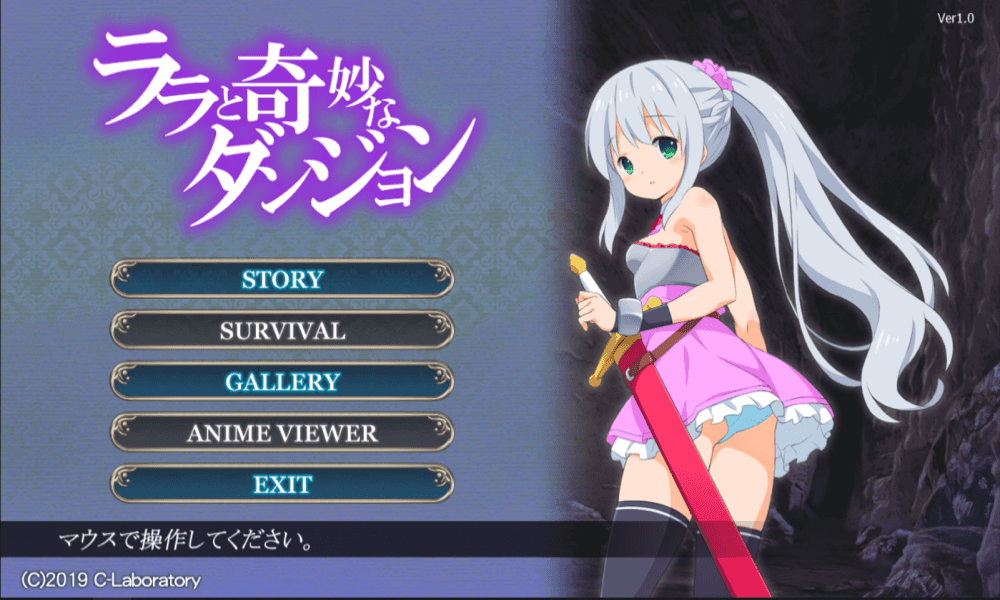 Ver1.0
ララと奇妙な
ダンジョン
STORY
SURVIVAL
GALLERY
ANIME VIEWER
EXIT
マウスで操作してください。
(C)2019 C-Laboratory